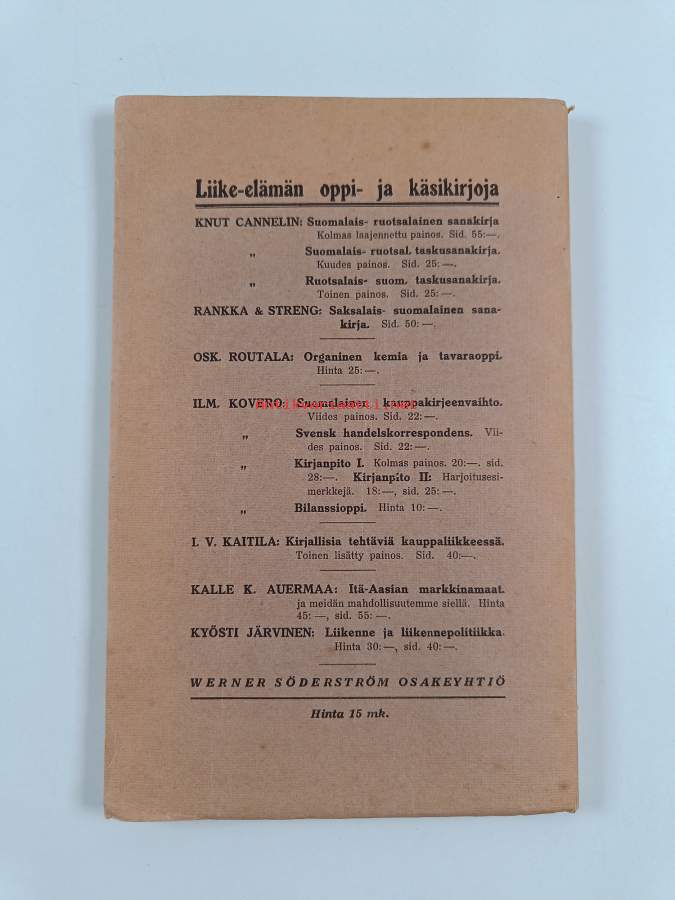 Liike-elämän oppi- ja käsikirjoja
KNUT CANNELIN: Suomalais- ruotsalainen sanakirja
Kolmas laajennettu painos. Sid. 55:—.
„ Suomalais- ruotsal. taskusanakirja.
Kuudes painos. Sid. 25:—.
„ Ruotsalais- suom. taskusanakirja.
Toinen painos. Sid. 25:—.
RANKKA & STRENG: Saksalais- suomalainen sana-
kirja. Sid. 50:—.
OSK. ROUTALA: Organinen kemia ja tavaraoppi.
Hinta 25:—.
ILM. KOVERO: Suomalainen kauppakirjeenvaihto.
Viides painos. Sid. 22:—.
„ Svensk handelskorrespondens. Vii-
des painos. Sid. 22:—.
„ Kirjanpito I. Kolmas painos. 20:—. sid.
28:—. Kirjanpito II: Harjoitusesi-
merkkejä. 18:—, sid. 25:—.
„ Bilanssioppi. Hinta 10:—.
I. V. KAITILA: Kirjallisia tehtäviä kauppaliikkeessä.
Toinen lisätty painos. Sid. 40:—.
KALLE K. AUERMAA: Itä-Aasian markkinamaat.
ja meidän mahdollisuutemme siellä. Hinta
45:—, sid. 55:—.
KYÖSTI JÄRVINEN: Liikenne ja liikennepolitiikka.
Hinta 30:—, sid. 40:—.
WERNER SÖDERSTRÖM OSAKEYHTIÖ
Hinta 15 mk.